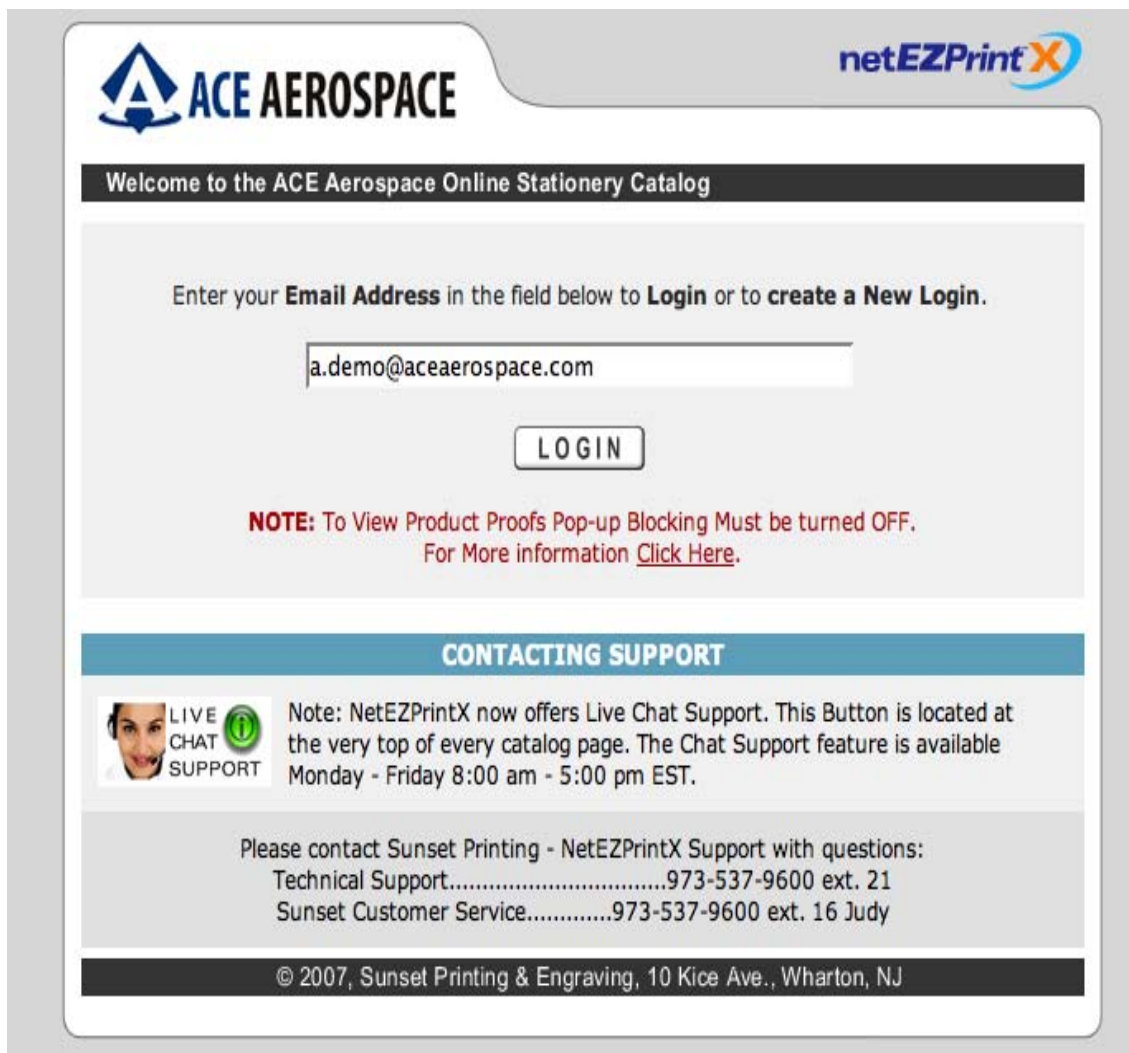 ACE AEROSPACE
netEZPrintX
Welcome to the ACE Aerospace Online Stationery Catalog
Enter your Email Address in the field below to Login or to create a New Login.
a.demo@aceaerospace.com
LOGIN
NOTE: To View Product Proofs Pop-up Blocking Must be turned OFF.
For More information Click Here.
CONTACTING SUPPORT
LIVE
CHAT
SUPPORT
Note: NetEZPrintX now offers Live Chat Support. This Button is located at
the very top of every catalog page. The Chat Support feature is available
Monday - Friday 8:00 am - 5:00 pm EST.
Please contact Sunset Printing - NetEZPrintX Support with questions:
Technical Support.................................973-537-9600 ext. 21
Sunset Customer Service.............973-537-9600 ext. 16 Judy
© 2007, Sunset Printing & Engraving, 10 Kice Ave., Wharton, NJ